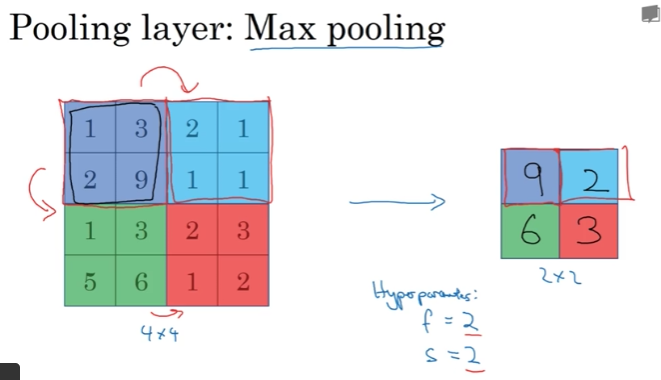 Pooling layer: Max pooling
1 3 2 1
2 9 1 1
1 3 2 3
5 6 1 2
4×4
9 2
6 3
2×2
Hyperparameters:
f = 2
s = 2